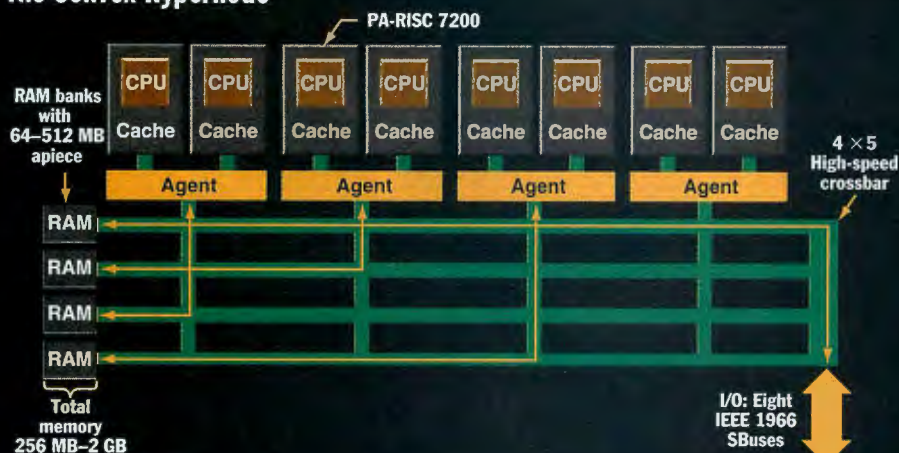 PA-RISC 7200
RAM banks
with
64–512 MB
apiece
CPU CPU CPU CPU CPU CPU CPU CPU
Cache Cache Cache Cache Cache Cache Cache Cache
4 × 5
High-speed
crossbar
Agent Agent Agent Agent
RAM
RAM
RAM
RAM
Total
memory
256 MB–2 GB
I/O: Eight
IEEE 1966
SBuses